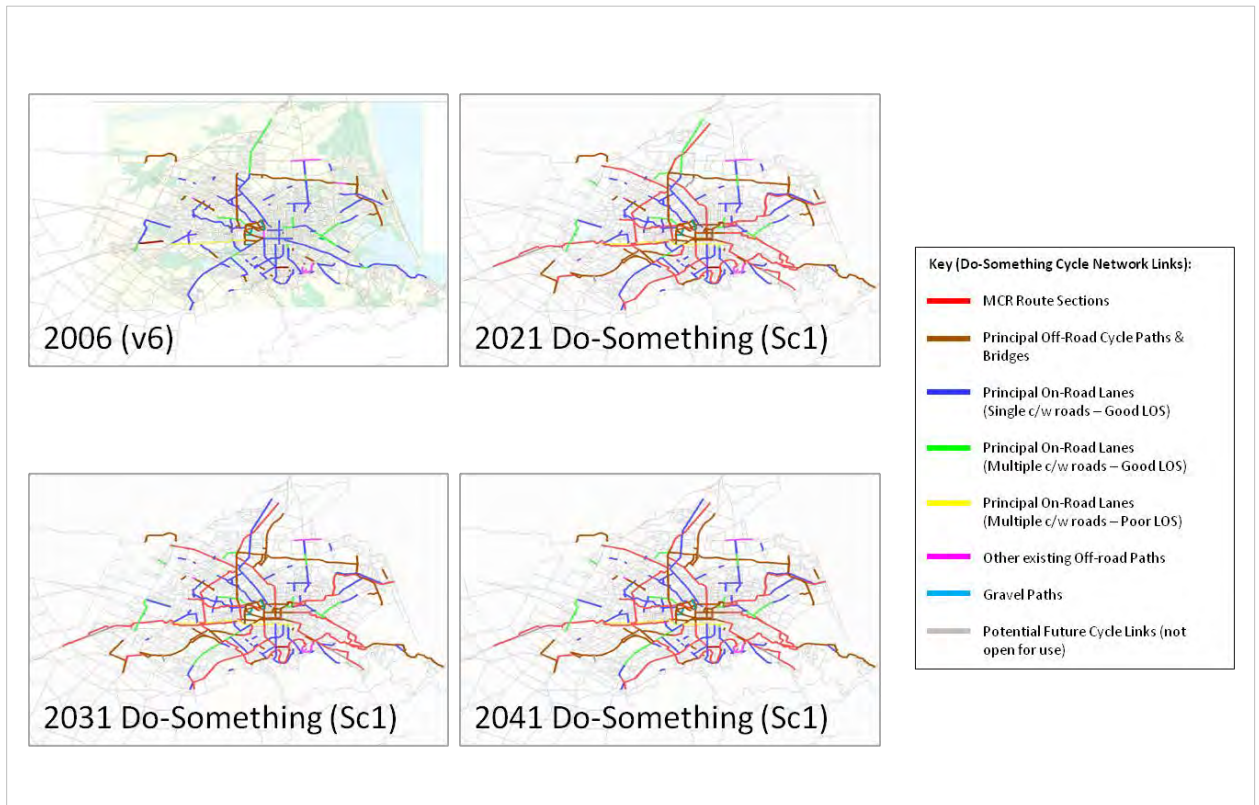 2006 (v6)
2021 Do-Something (Sc1)
2031 Do-Something (Sc1)
2041 Do-Something (Sc1)
Key (Do-Something Cycle Network Links):
MCR Route Sections
Principal Off-Road Cycle Paths &
Bridges
Principal On-Road Lanes
(Single c/w roads – Good LOS)
Principal On-Road Lanes
(Multiple c/w roads – Good LOS)
Principal On-Road Lanes
(Multiple c/w roads – Poor LOS)
Other existing Off-road Paths
Gravel Paths
Potential Future Cycle Links (not
open for use)